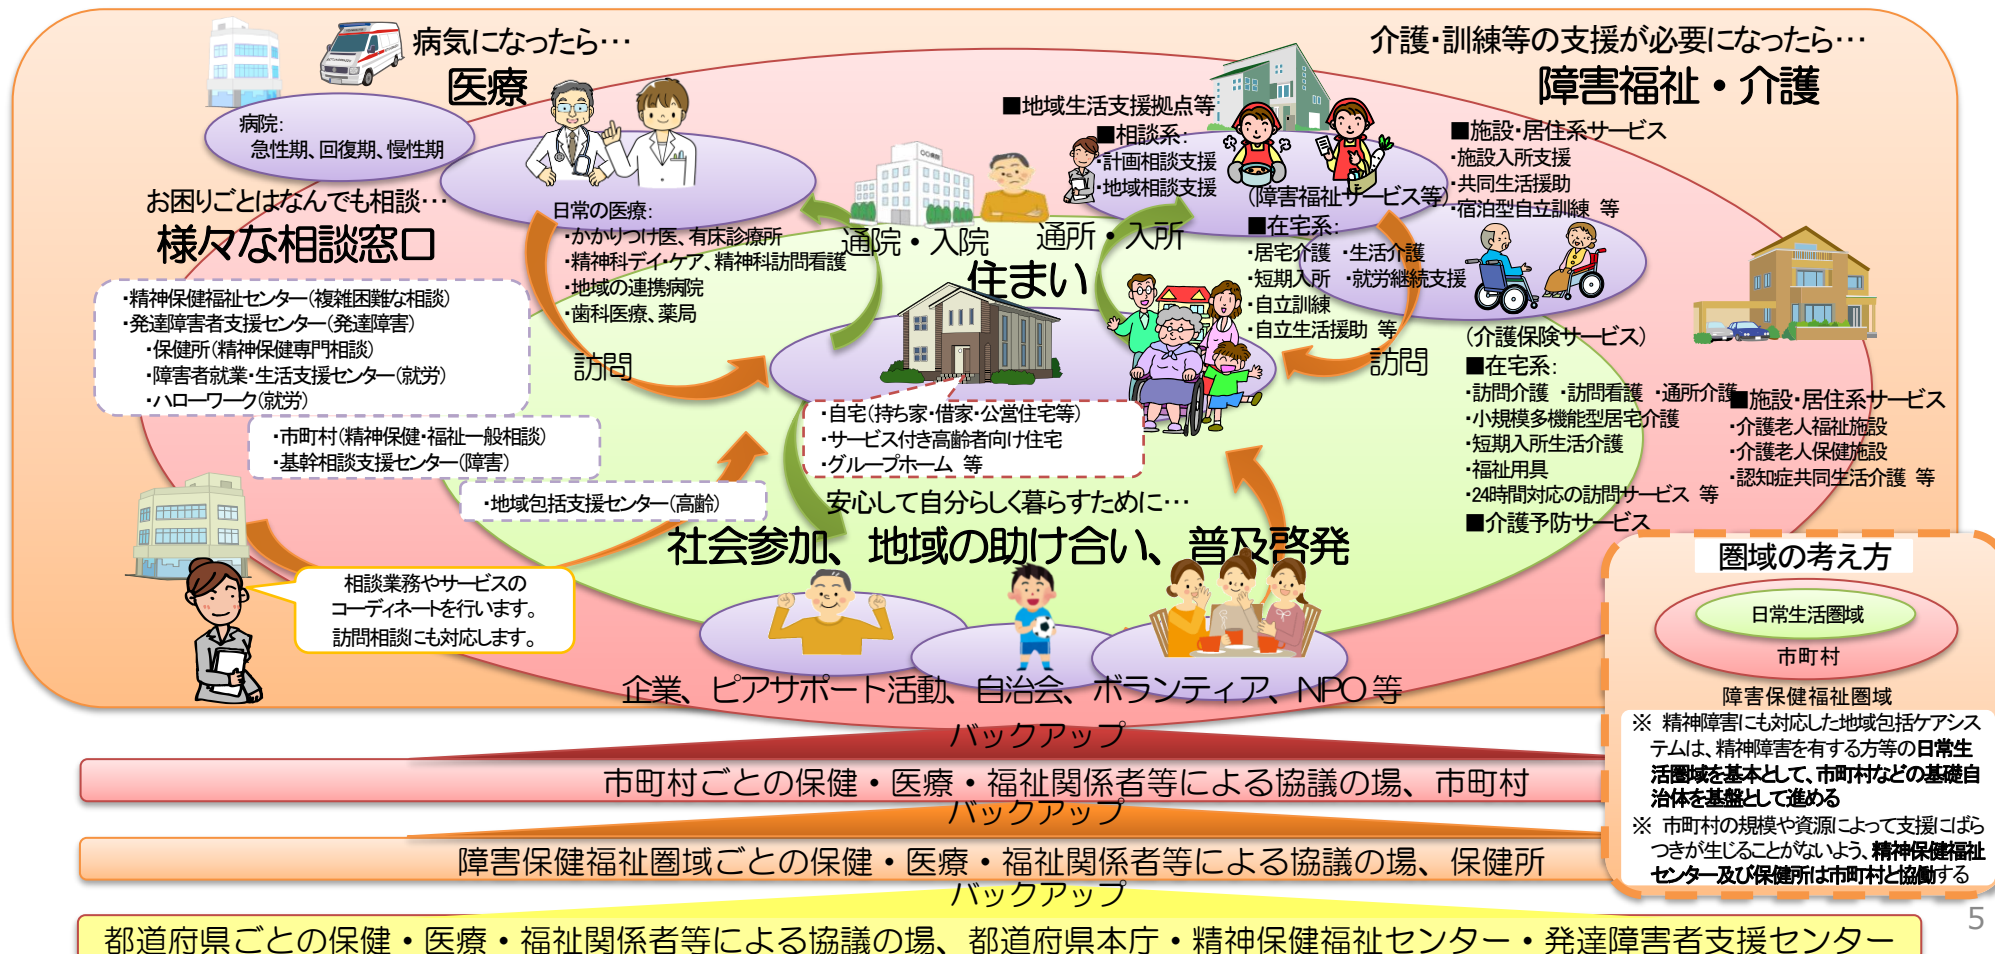 病気になったら…
医療
病院:
急性期、回復期、慢性期
日常の医療:
・かかりつけ医、有床診療所
・精神科デイ・ケア、精神科訪問看護
・地域の連携病院
・歯科医療、薬局
訪問
お困りごとはなんでも相談…
様々な相談窓口
・精神保健福祉センター(複雑困難な相談)
・発達障害者支援センター(発達障害)
・保健所(精神保健専門相談)
・障害者就業・生活支援センター(就労)
・ハローワーク(就労)
・市町村(精神保健・福祉一般相談)
・基幹相談支援センター(障害)
・地域包括支援センター(高齢)
相談業務やサービスの
コーディネートを行います。
訪問相談にも対応します。
通院・入院
通所・入所
○○病院
住まい
・自宅(持ち家・借家・公営住宅等)
・サービス付き高齢者向け住宅
・グループホーム 等
介護・訓練等の支援が必要になったら…
障害福祉・介護
■地域生活支援拠点等
■相談系:
・計画相談支援
・地域相談支援
(障害福祉サービス等)
■在宅系:
・居宅介護 ・生活介護
・短期入所 ・就労継続支援
・自立訓練
・自立生活援助 等
訪問
■施設・居住系サービス
・施設入所支援
・共同生活援助
・宿泊型自立訓練 等
(介護保険サービス)
■在宅系:
・訪問介護 ・訪問看護 ・通所介護
・小規模多機能型居宅介護
・短期入所生活介護
・福祉用具
・24時間対応の訪問サービス 等
■介護予防サービス
■施設・居住系サービス
・介護老人福祉施設
・介護老人保健施設
・認知症共同生活介護 等
安心して自分らしく暮らすために…
社会参加、地域の助け合い、普及啓発
企業、ピアサポート活動、自治会、ボランティア、NPO 等
バックアップ
市町村ごとの保健・医療・福祉関係者等による協議の場、市町村
バックアップ
障害保健福祉圏域ごとの保健・医療・福祉関係者等による協議の場、保健所
バックアップ
都道府県ごとの保健・医療・福祉関係者等による協議の場、都道府県本庁・精神保健福祉センター・発達障害者支援センター
圏域の考え方
日常生活圏域
市町村
障害保健福祉圏域
※ 精神障害にも対応した地域包括ケアシス
テムは、精神障害を有する方等の日常生
活圏域を基本として、市町村などの基礎自
治体を基盤として進める
※ 市町村の規模や資源によって支援にばら
つきが生じることがないよう、精神保健福祉
センター及び保健所は市町村と協働する
5